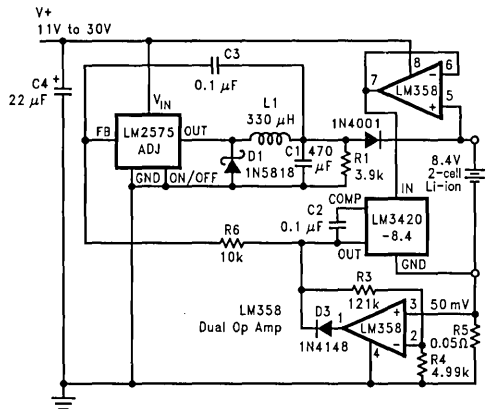 V+
11V to 30V
C4 +
22 μF
C3
0.1 μF
VIN
FB
LM2575
ADJ
OUT
GND
ON/OFF
L1
330 μH
D1
1N5818
C1 470
μF
R1
3.9k
1N4001
7
8
6
5
−
+
LM358
8.4V
2-cell
Li-ion
IN
COMP
LM3420
-8.4
OUT
GND
C2
0.1 μF
R6
10k
R3
121k
LM358
Dual Op Amp
D3
1N4148
1
LM358
+
−
3
2
4
50 mV
R5
0.05Ω
R4
4.99k